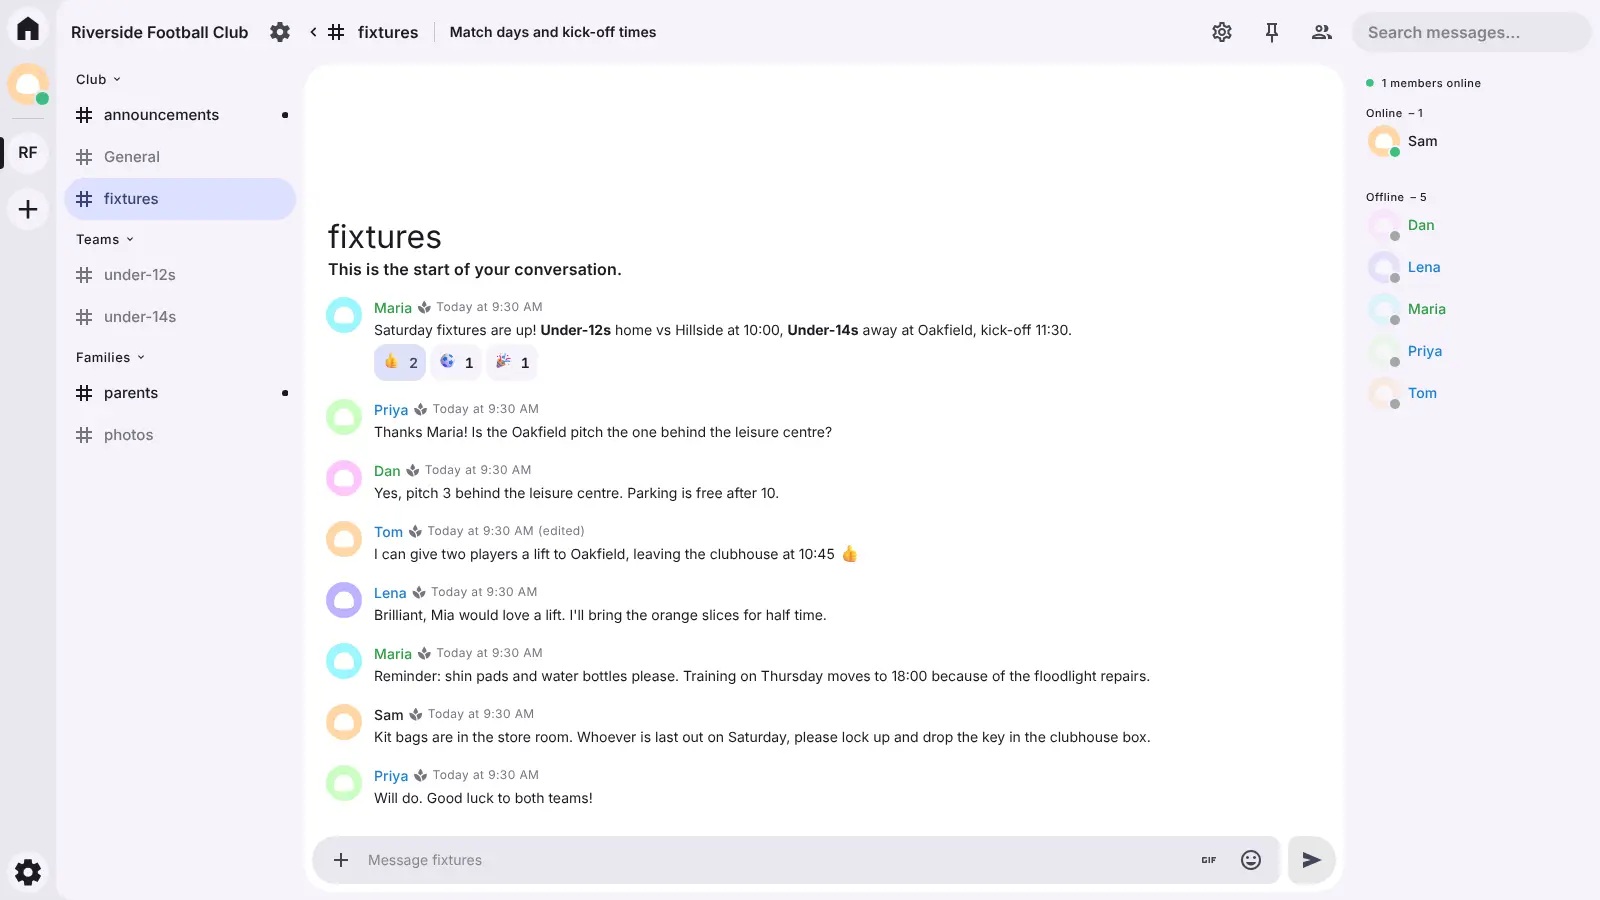 Riverside Football Club
fixtures
Match days and kick-off times
Search messages...
RF
Club
announcements
General
fixtures
Teams
under-12s
under-14s
Families
parents
photos
fixtures
This is the start of your conversation.
Maria Today at 9:30 AM
Saturday fixtures are up! Under-12s home vs Hillside at 10:00, Under-14s away at Oakfield, kick-off 11:30.
2 1 1
Priya Today at 9:30 AM
Thanks Maria! Is the Oakfield pitch the one behind the leisure centre?
Dan Today at 9:30 AM
Yes, pitch 3 behind the leisure centre. Parking is free after 10.
Tom Today at 9:30 AM (edited)
I can give two players a lift to Oakfield, leaving the clubhouse at 10:45
Lena Today at 9:30 AM
Brilliant, Mia would love a lift. I'll bring the orange slices for half time.
Maria Today at 9:30 AM
Reminder: shin pads and water bottles please. Training on Thursday moves to 18:00 because of the floodlight repairs.
Sam Today at 9:30 AM
Kit bags are in the store room. Whoever is last out on Saturday, please lock up and drop the key in the clubhouse box.
Priya Today at 9:30 AM
Will do. Good luck to both teams!
Message fixtures
GIF
1 members online
Online – 1
Sam
Offline – 5
Dan
Lena
Maria
Priya
Tom